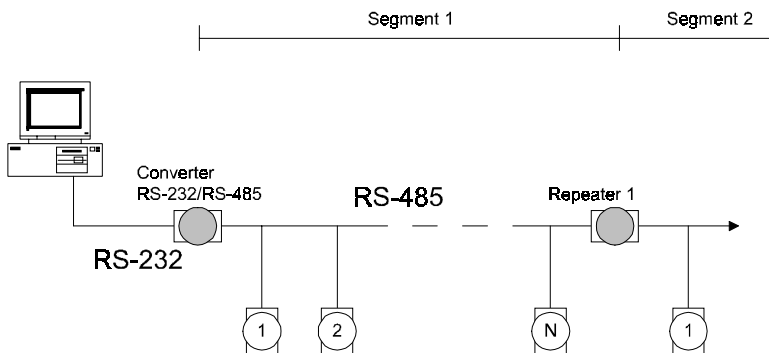 Segment 1
Segment 2
Converter
RS-232/RS-485
RS-485
Repeater 1
RS-232
1
2
N
1